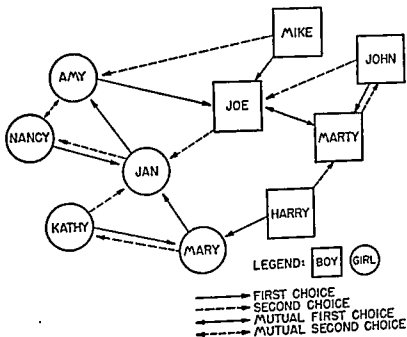 MIKE
JOHN
AMY
JOE
NANCY
MARTY
JAN
HARRY
KATHY
MARY
LEGEND: BOY GIRL
FIRST CHOICE
SECOND CHOICE
MUTUAL FIRST CHOICE
MUTUAL SECOND CHOICE